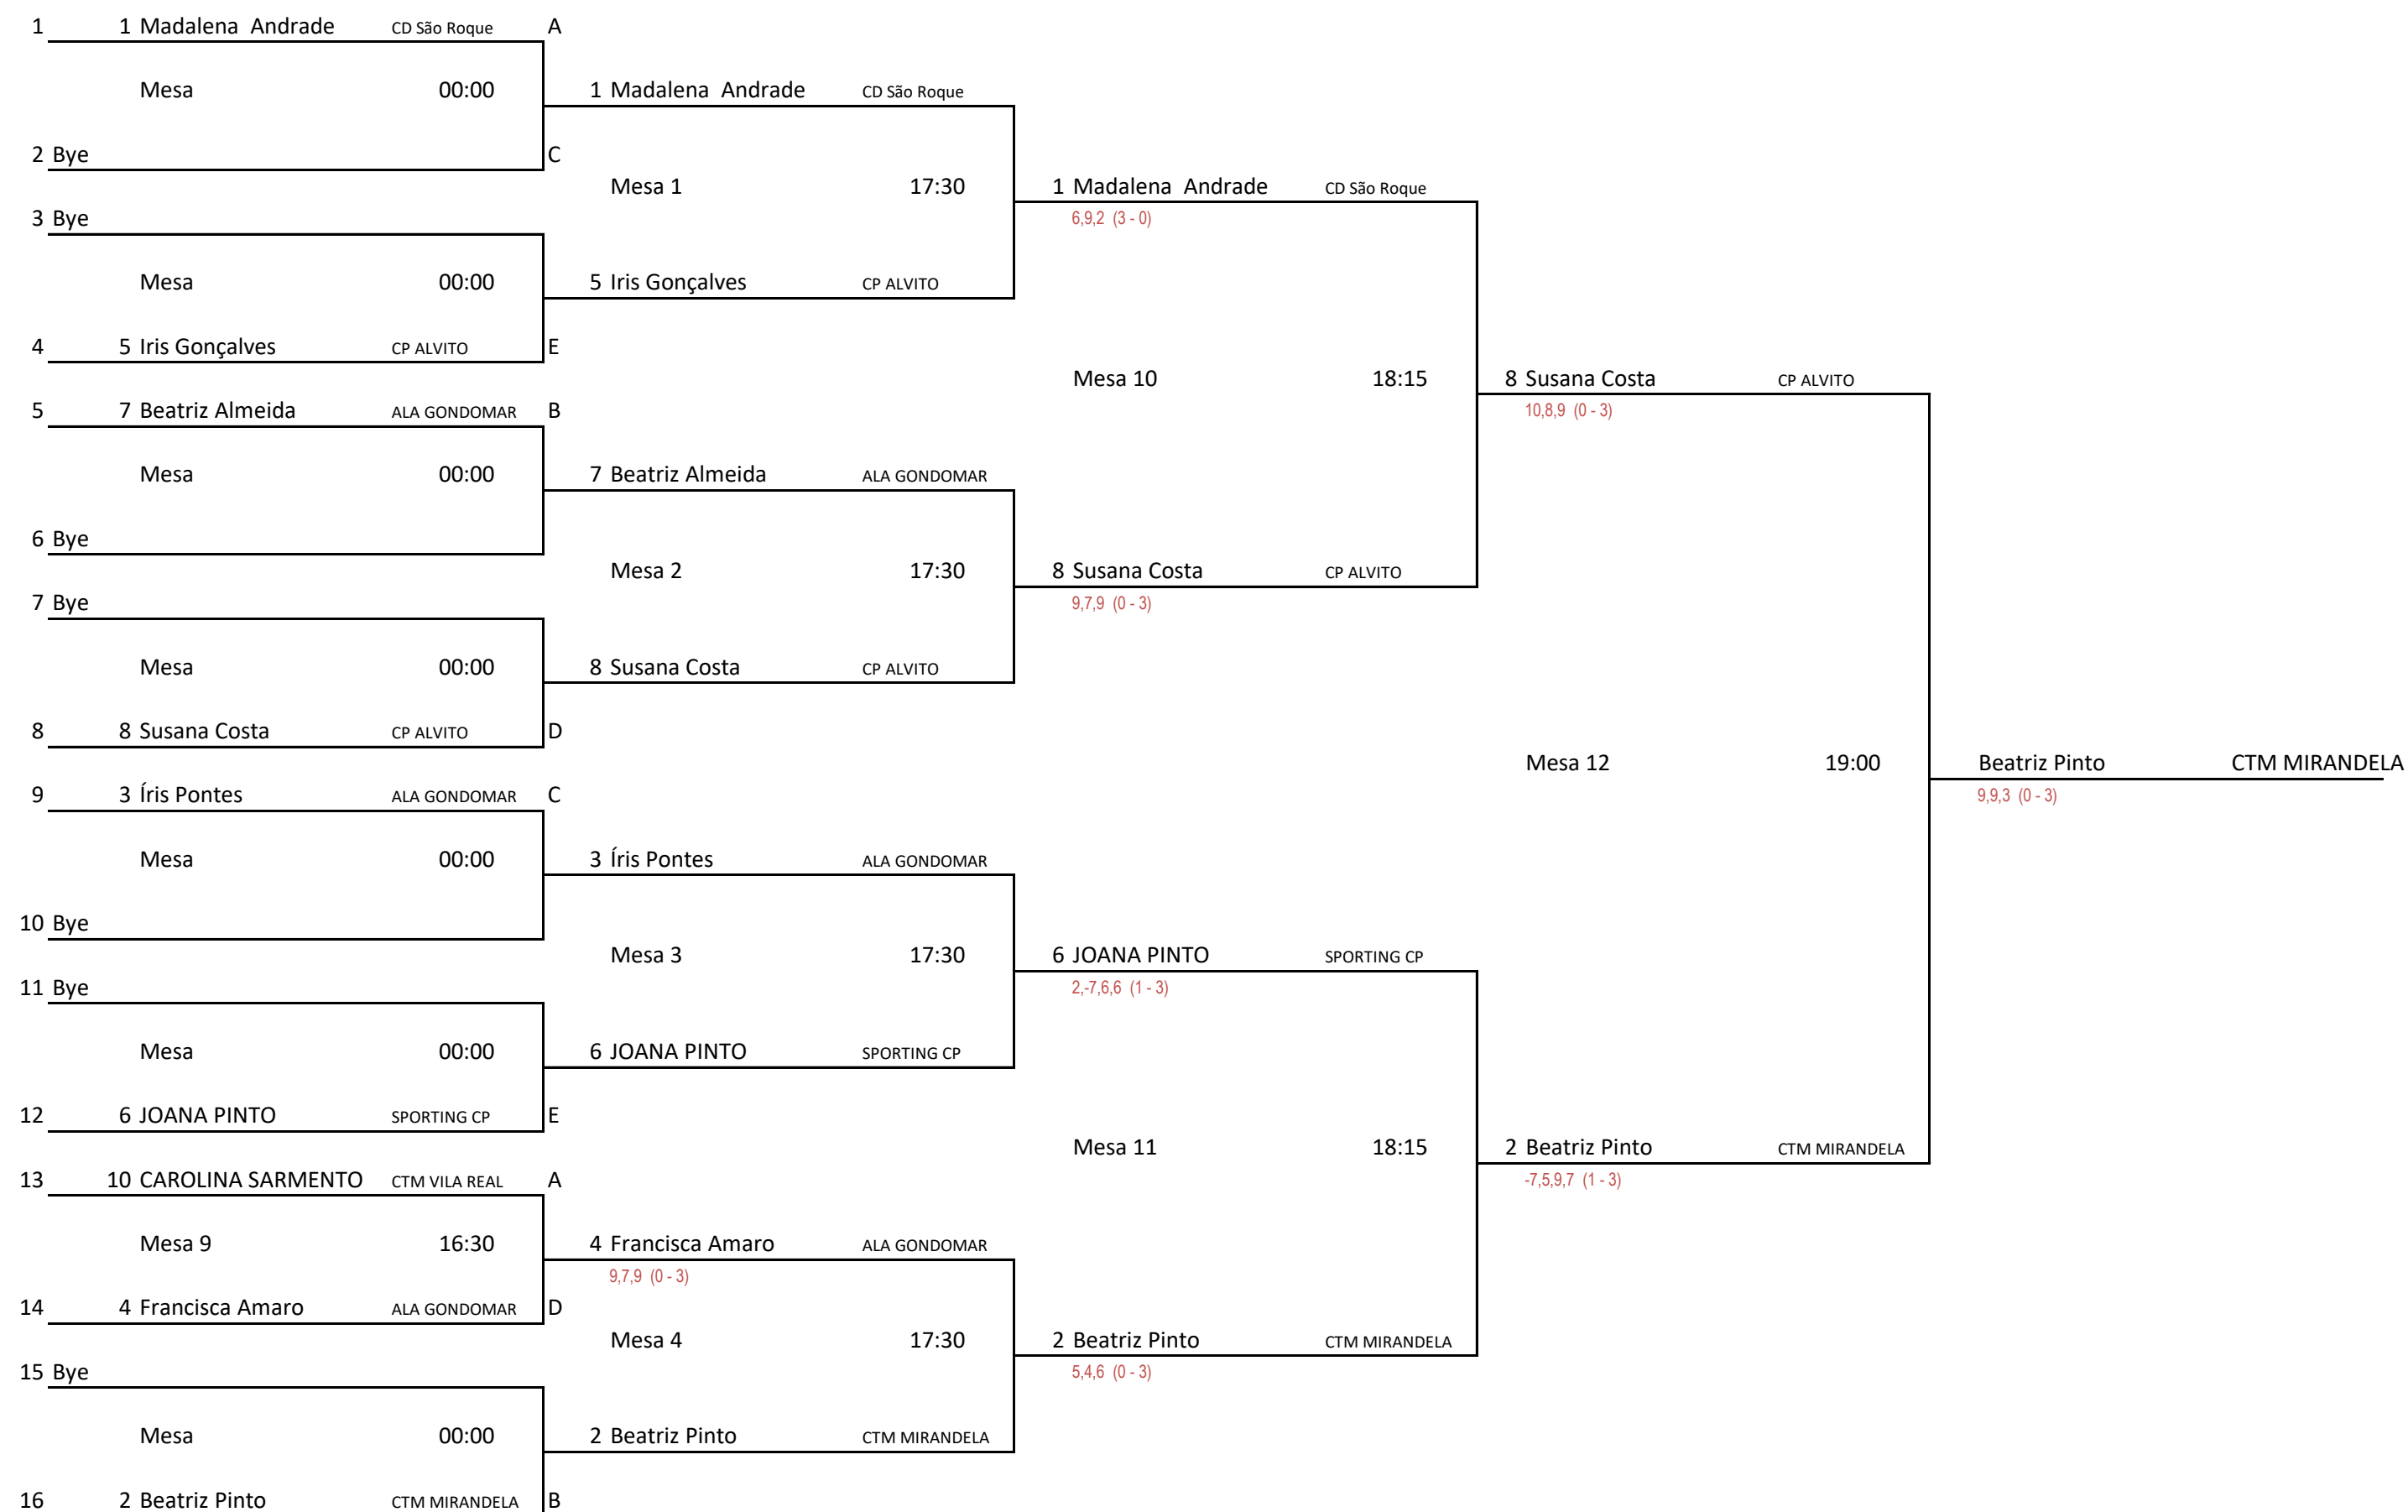 1 1 Madalena Andrade CD São Roque A
Mesa 00:00 1 Madalena Andrade CD São Roque
2 Bye C
Mesa 1 17:30 1 Madalena Andrade CD São Roque
3 Bye 6,9,2 (3 - 0)
Mesa 00:00 5 Iris Gonçalves CP ALVITO
4 5 Iris Gonçalves CP ALVITO E
Mesa 10 18:15 8 Susana Costa CP ALVITO
5 7 Beatriz Almeida ALA GONDOMAR B 10,8,9 (0 - 3)
Mesa 00:00 7 Beatriz Almeida ALA GONDOMAR
6 Bye
Mesa 2 17:30 8 Susana Costa CP ALVITO
7 Bye 9,7,9 (0 - 3)
Mesa 00:00 8 Susana Costa CP ALVITO
8 8 Susana Costa CP ALVITO D
Mesa 12 19:00 Beatriz Pinto CTM MIRANDELA
9 3 Íris Pontes ALA GONDOMAR C 9,9,3 (0 - 3)
Mesa 00:00 3 Íris Pontes ALA GONDOMAR
10 Bye
Mesa 3 17:30 6 JOANA PINTO SPORTING CP
11 Bye 2,-7,6,6 (1 - 3)
Mesa 00:00 6 JOANA PINTO SPORTING CP
12 6 JOANA PINTO SPORTING CP E
Mesa 11 18:15 2 Beatriz Pinto CTM MIRANDELA
13 10 CAROLINA SARMENTO CTM VILA REAL A -7,5,9,7 (1 - 3)
Mesa 9 16:30 4 Francisca Amaro ALA GONDOMAR
9,7,9 (0 - 3)
14 4 Francisca Amaro ALA GONDOMAR D
Mesa 4 17:30 2 Beatriz Pinto CTM MIRANDELA
15 Bye 5,4,6 (0 - 3)
Mesa 00:00 2 Beatriz Pinto CTM MIRANDELA
16 2 Beatriz Pinto CTM MIRANDELA B